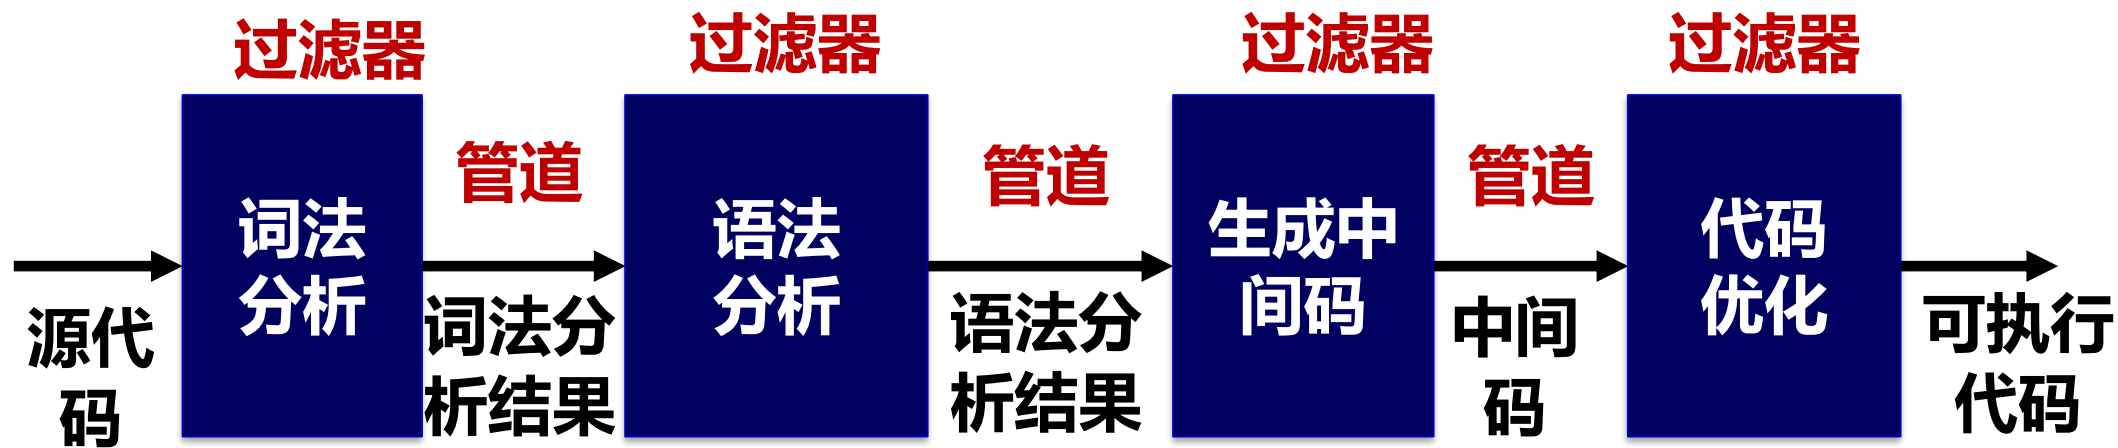 过滤器
过滤器
过滤器
过滤器
管道
管道
管道
词法
分析
语法
分析
生成中
间码
代码
优化
源代
码
词法分
析结果
语法分
析结果
中间
码
可执行
代码